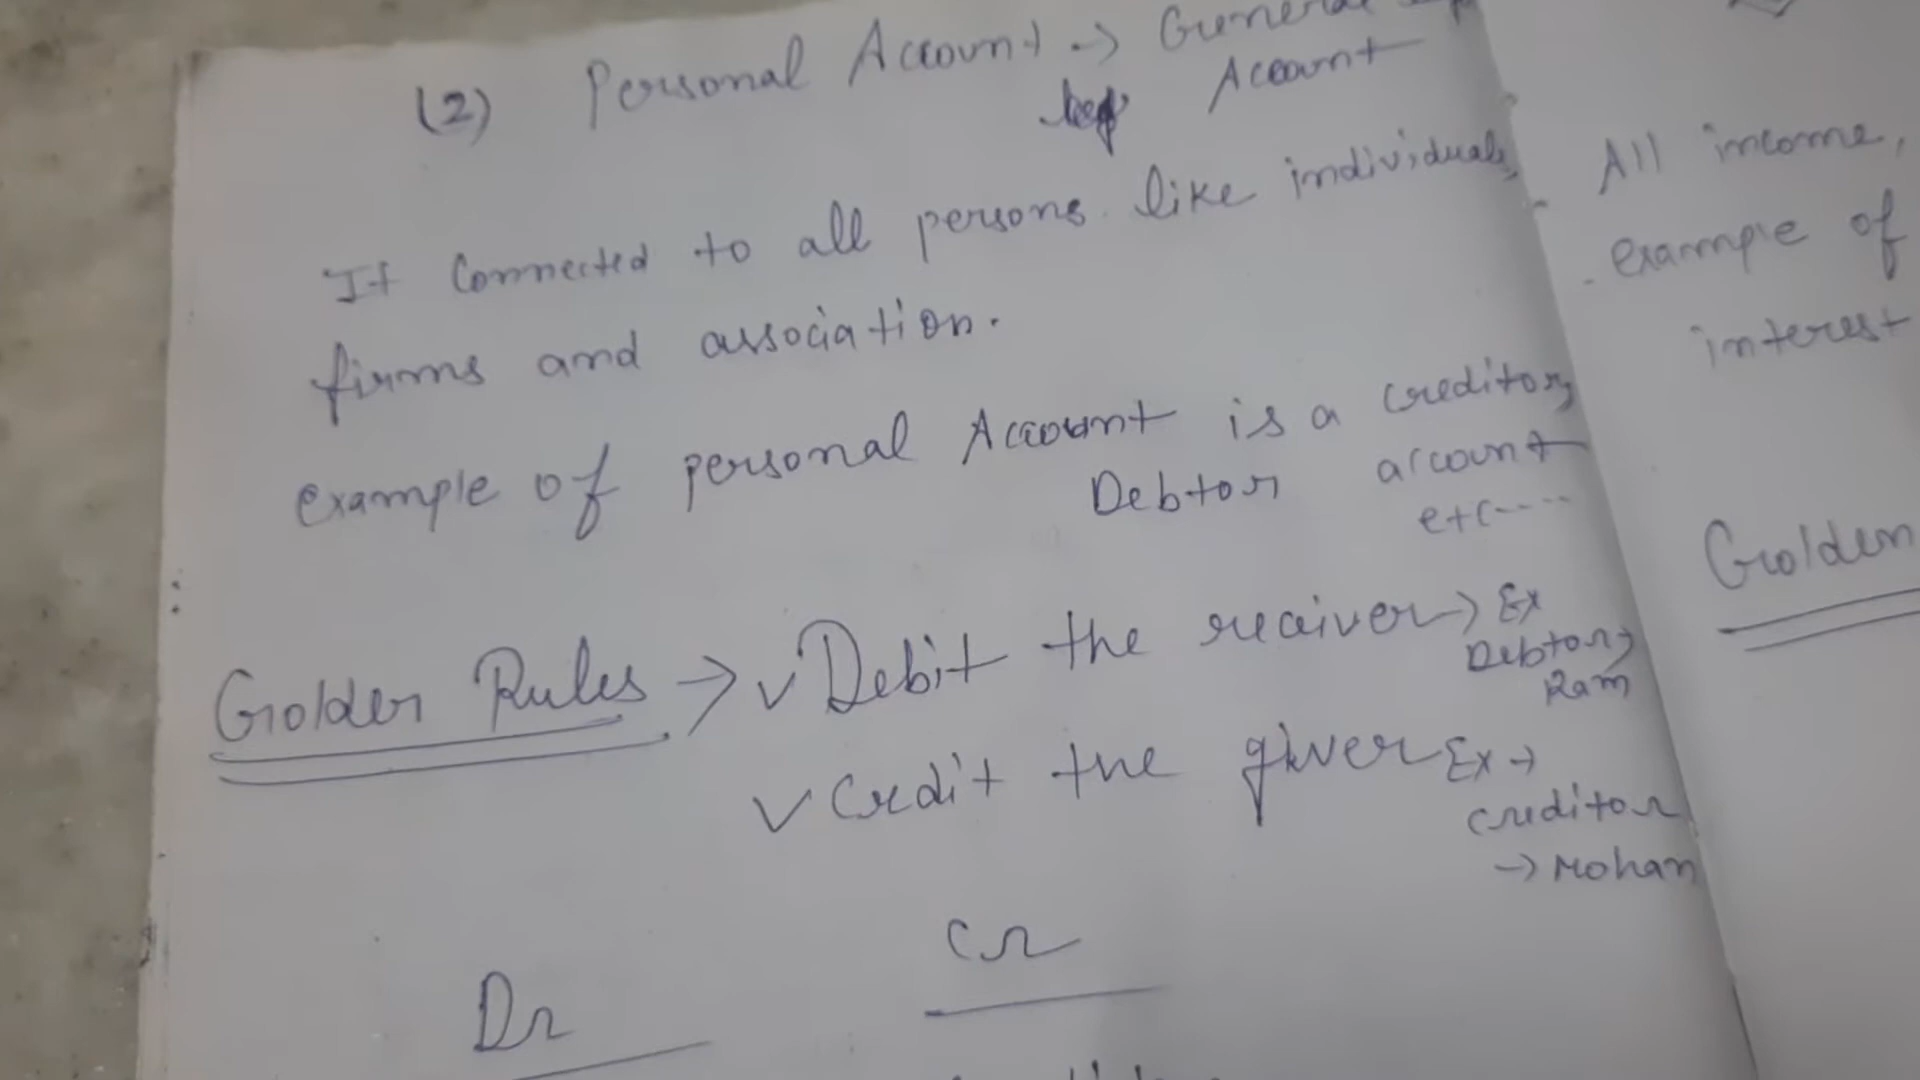 (2) Personal Account → General
Account
It Connected to all persons like individuals,
firms and association.
example of personal Account is a creditor,
Debtor account
etc----
Golden Rules → ✓ Debit the reciver → Ex
Debtor,
Ram
✓ Credit the giver Ex →
creditor
→ Mohan
Dr Cr
All income,
example of
interest
Golden